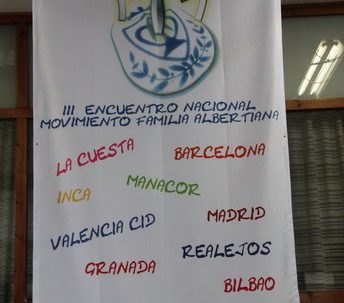 III ENCUENTRO NACIONAL
MOVIMIENTO FAMILIA ALBERTIANA
LA CUESTA
BARCELONA
INCA
MANACOR
VALENCIA CID
MADRID
GRANADA
REALEJOS
BILBAO